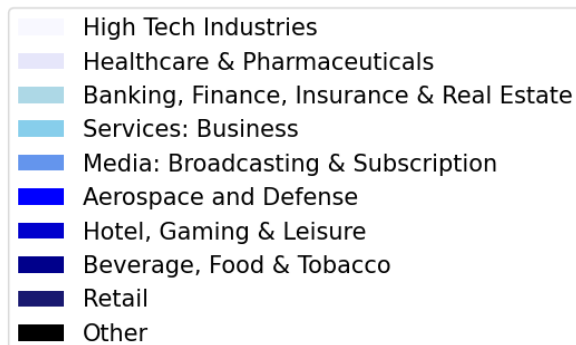 High Tech Industries
Healthcare & Pharmaceuticals
Banking, Finance, Insurance & Real Estate
Services: Business
Media: Broadcasting & Subscription
Aerospace and Defense
Hotel, Gaming & Leisure
Beverage, Food & Tobacco
Retail
Other